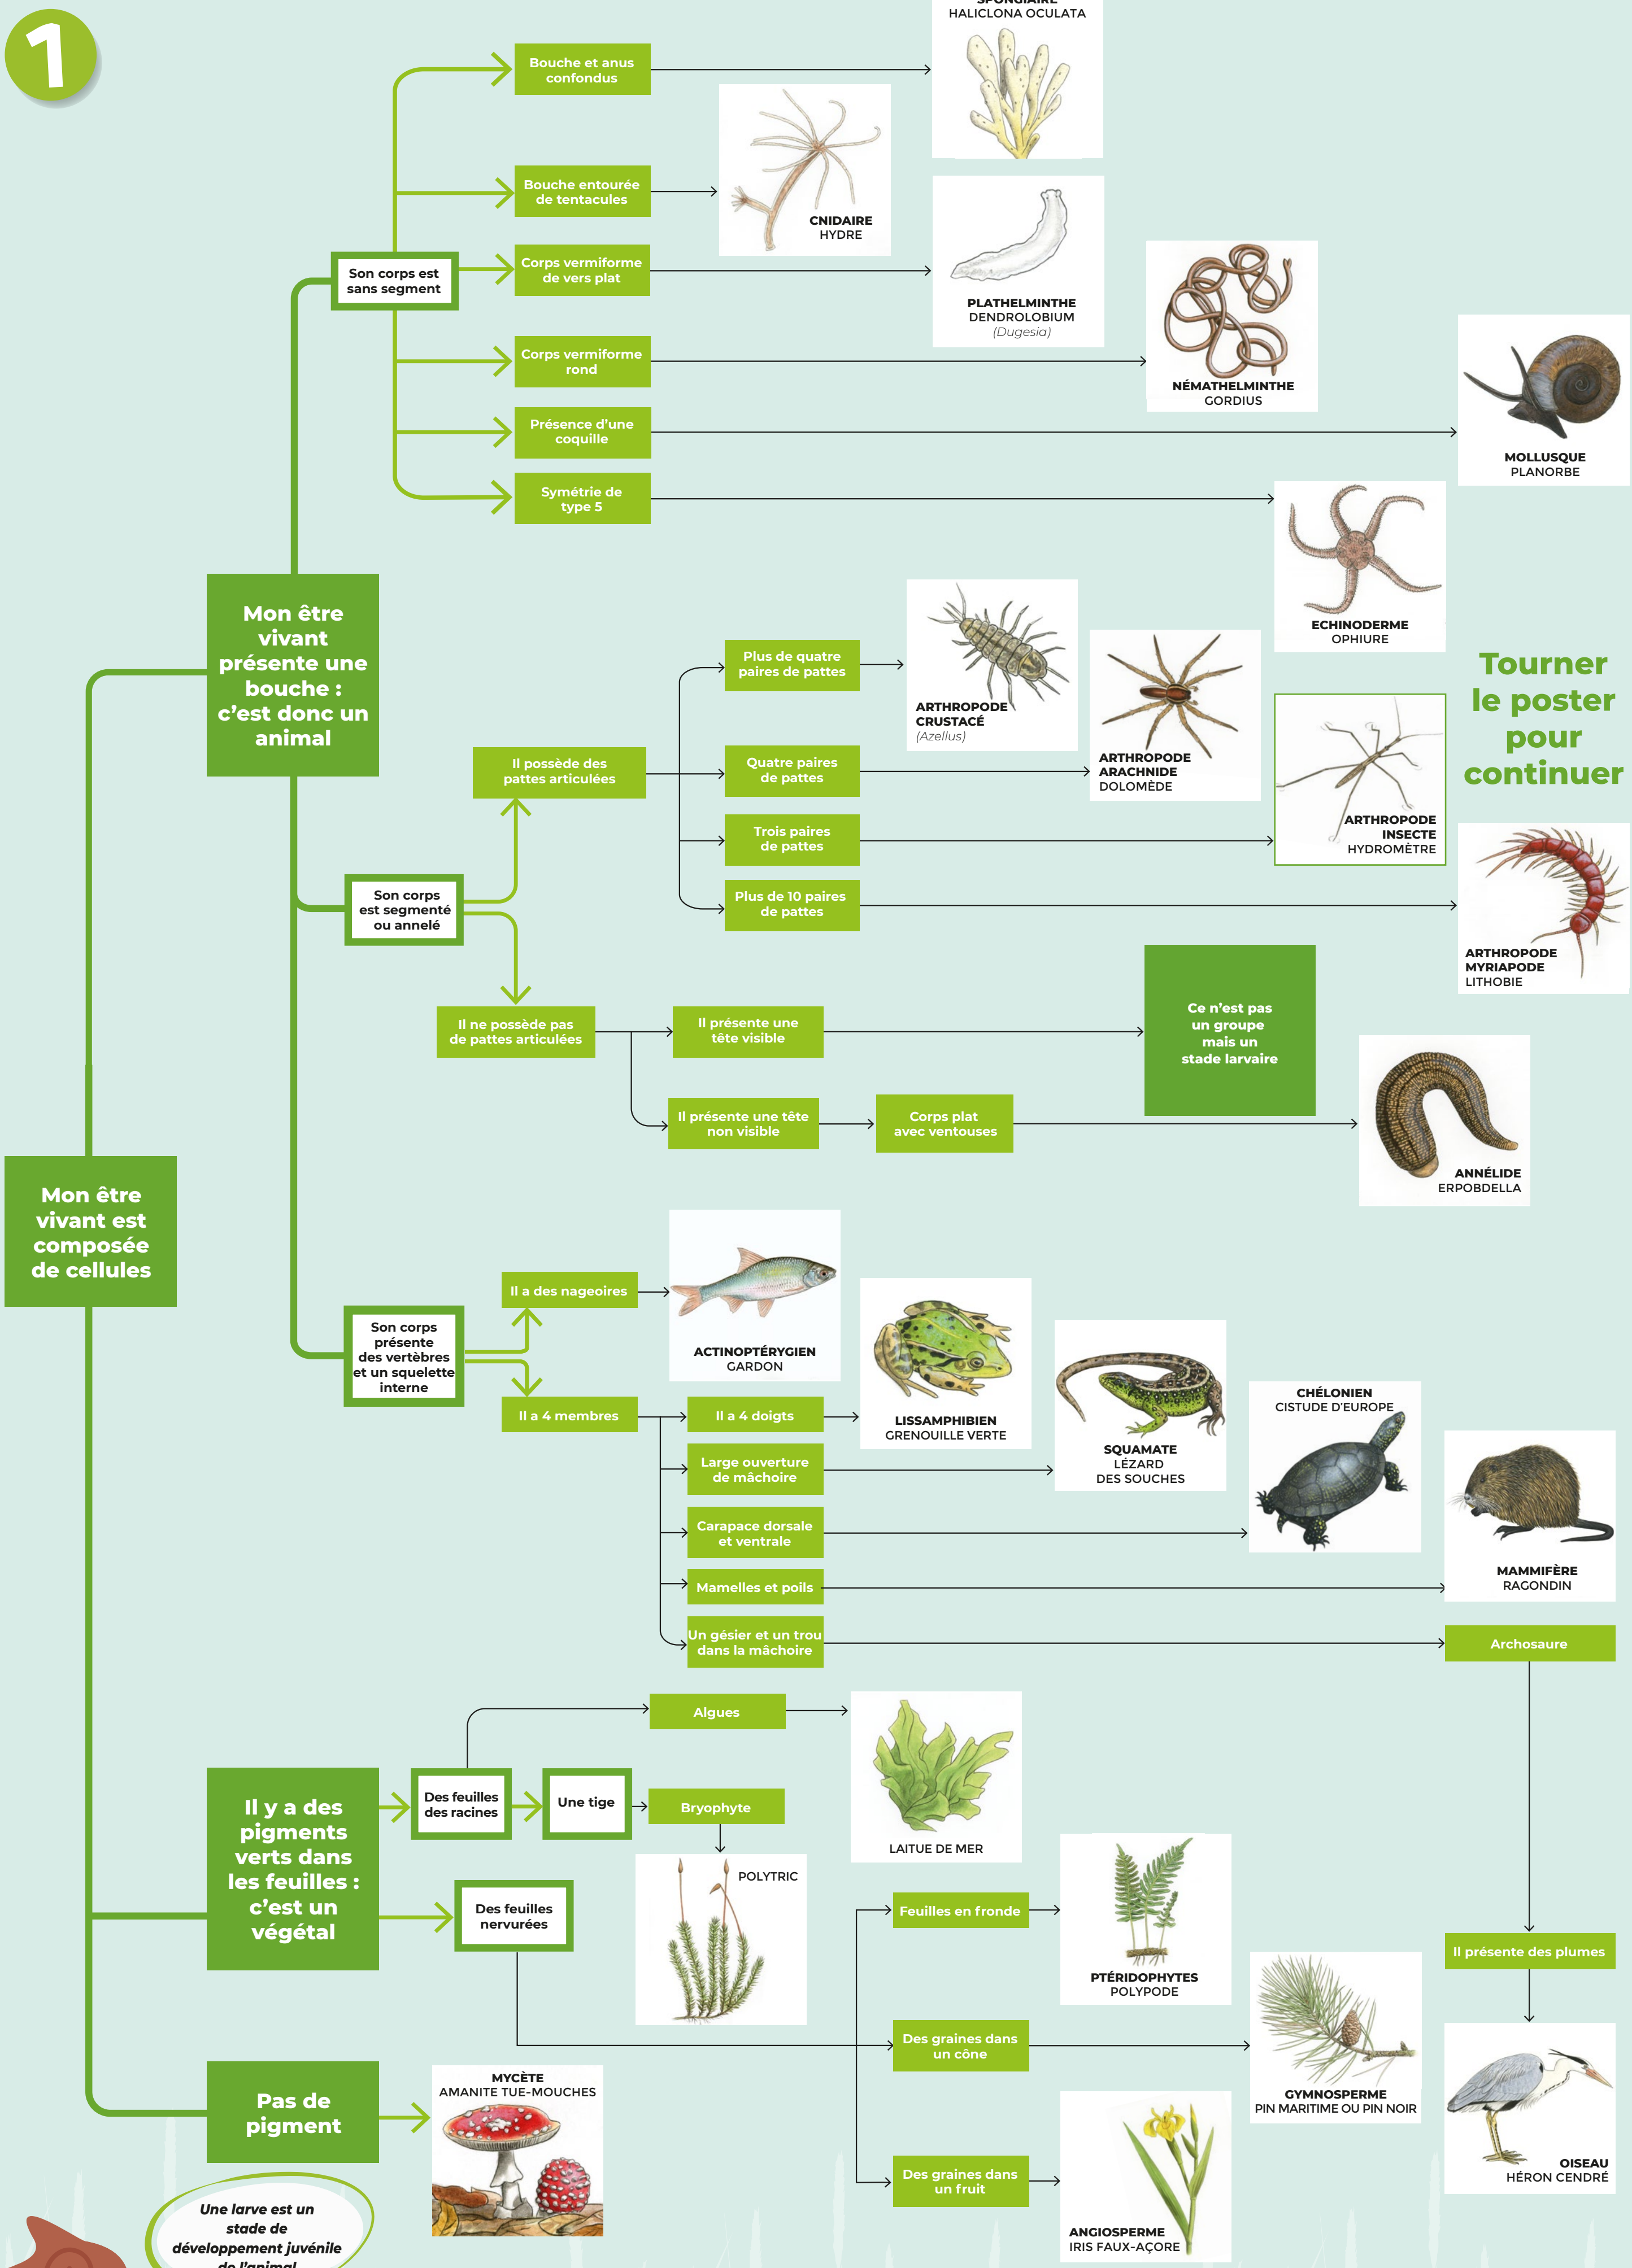 1
SPONGIAIRE
HALICLONA OCULATA
Bouche et anus
confondus
Bouche entourée
de tentacules
CNIDAIRE
HYDRE
Son corps est
sans segment
Corps vermiforme
de vers plat
PLATHELMINTHE
DENDROLOBIUM
(Dugesia)
Corps vermiforme
rond
NÉMATHELMINTHE
GORDIUS
Présence d'une
coquille
MOLLUSQUE
PLANORBE
Symétrie de
type 5
ECHINODERME
OPHIURE
Mon être
vivant
présente une
bouche :
c'est donc un
animal
Tourner
le poster
pour
continuer
Il possède des
pattes articulées
Plus de quatre
paires de pattes
ARTHROPODE
CRUSTACÉ
(Azellus)
Quatre paires
de pattes
ARTHROPODE
ARACHNIDE
DOLOMÈDE
Trois paires
de pattes
ARTHROPODE
INSECTE
HYDROMÈTRE
Plus de 10 paires
de pattes
ARTHROPODE
MYRIAPODE
LITHOBIE
Son corps
est segmenté
ou annelé
Il ne possède pas
de pattes articulées
Il présente une
tête visible
Ce n'est pas
un groupe
mais un
stade larvaire
Il présente une tête
non visible
Corps plat
avec ventouses
ANNÉLIDE
ERPOBDELLA
Mon être
vivant est
composée
de cellules
Son corps
présente
des vertèbres
et un squelette
interne
Il a des nageoires
ACTINOPTÉRYGIEN
GARDON
Il a 4 membres
Il a 4 doigts
LISSAMPHIBIEN
GRENOUILLE VERTE
Large ouverture
de mâchoire
SQUAMATE
LÉZARD
DES SOUCHES
Carapace dorsale
et ventrale
CHÉLONIEN
CISTUDE D'EUROPE
Mamelles et poils
MAMMIFÈRE
RAGONDIN
Un gésier et un trou
dans la mâchoire
Archosaure
Il présente des plumes
OISEAU
HÉRON CENDRÉ
Il y a des
pigments
verts dans
les feuilles :
c'est un
végétal
Des feuilles
des racines
Algues
LAITUE DE MER
Une tige
Bryophyte
POLYTRIC
Des feuilles
nervurées
Feuilles en fronde
PTÉRIDOPHYTES
POLYPODE
Des graines dans
un cône
GYMNOSPERME
PIN MARITIME OU PIN NOIR
Des graines dans
un fruit
ANGIOSPERME
IRIS FAUX-AÇORE
Pas de
pigment
MYCÈTE
AMANITE TUE-MOUCHES
Une larve est un
stade de
développement juvénile
de l'animal